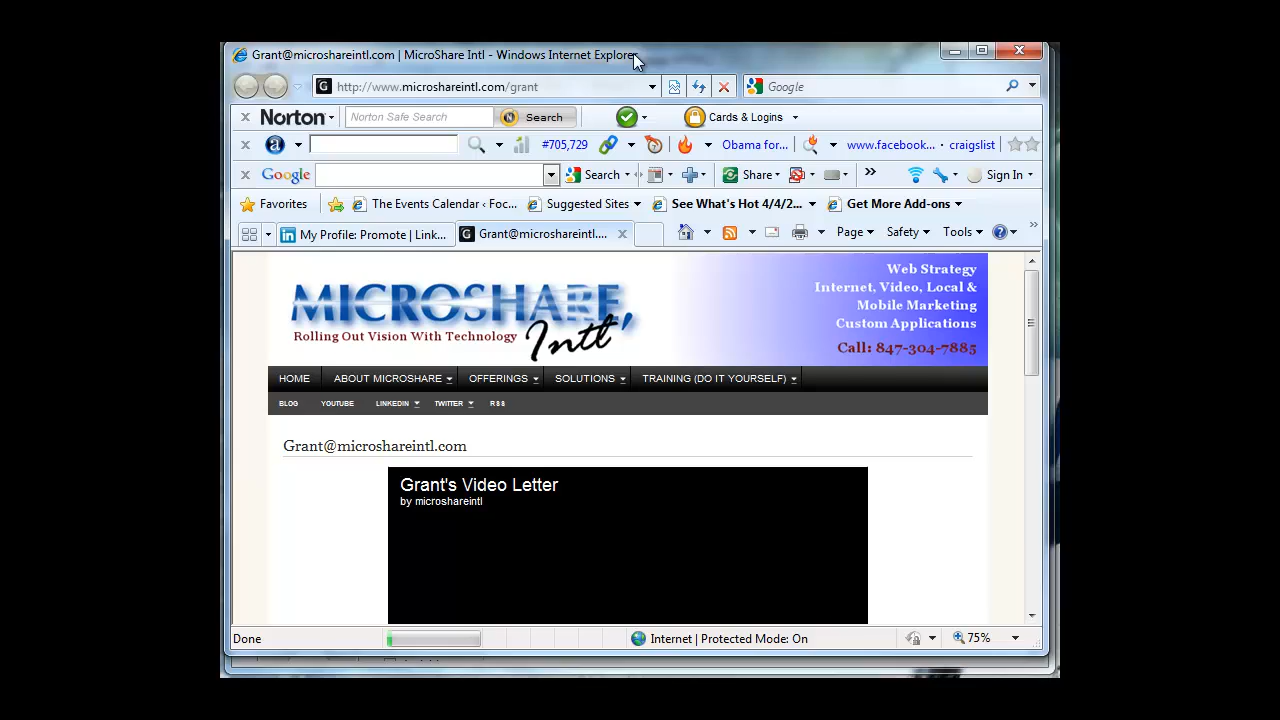 Grant@microshareintl.com | MicroShare Intl - Windows Internet Explorer
http://www.microshareintl.com/grant
Google
Norton
Norton Safe Search
Search
Cards & Logins
#705,729
Obama for...
www.facebook...
craigslist
Google
Search
Share
Sign In
Favorites
The Events Calendar ‹ Foc...
Suggested Sites
See What's Hot 4/4/2...
Get More Add-ons
My Profile: Promote | Link...
Grant@microshareintl....
Page
Safety
Tools
MICROSHARE, Intl
Rolling Out Vision With Technology
Web Strategy
Internet, Video, Local &
Mobile Marketing
Custom Applications
Call: 847-304-7885
HOME
ABOUT MICROSHARE
OFFERINGS
SOLUTIONS
TRAINING (DO IT YOURSELF)
BLOG
YOUTUBE
LINKEDIN
TWITTER
RSS
Grant@microshareintl.com
Grant's Video Letter
by microshareintl
Done
Internet | Protected Mode: On
75%